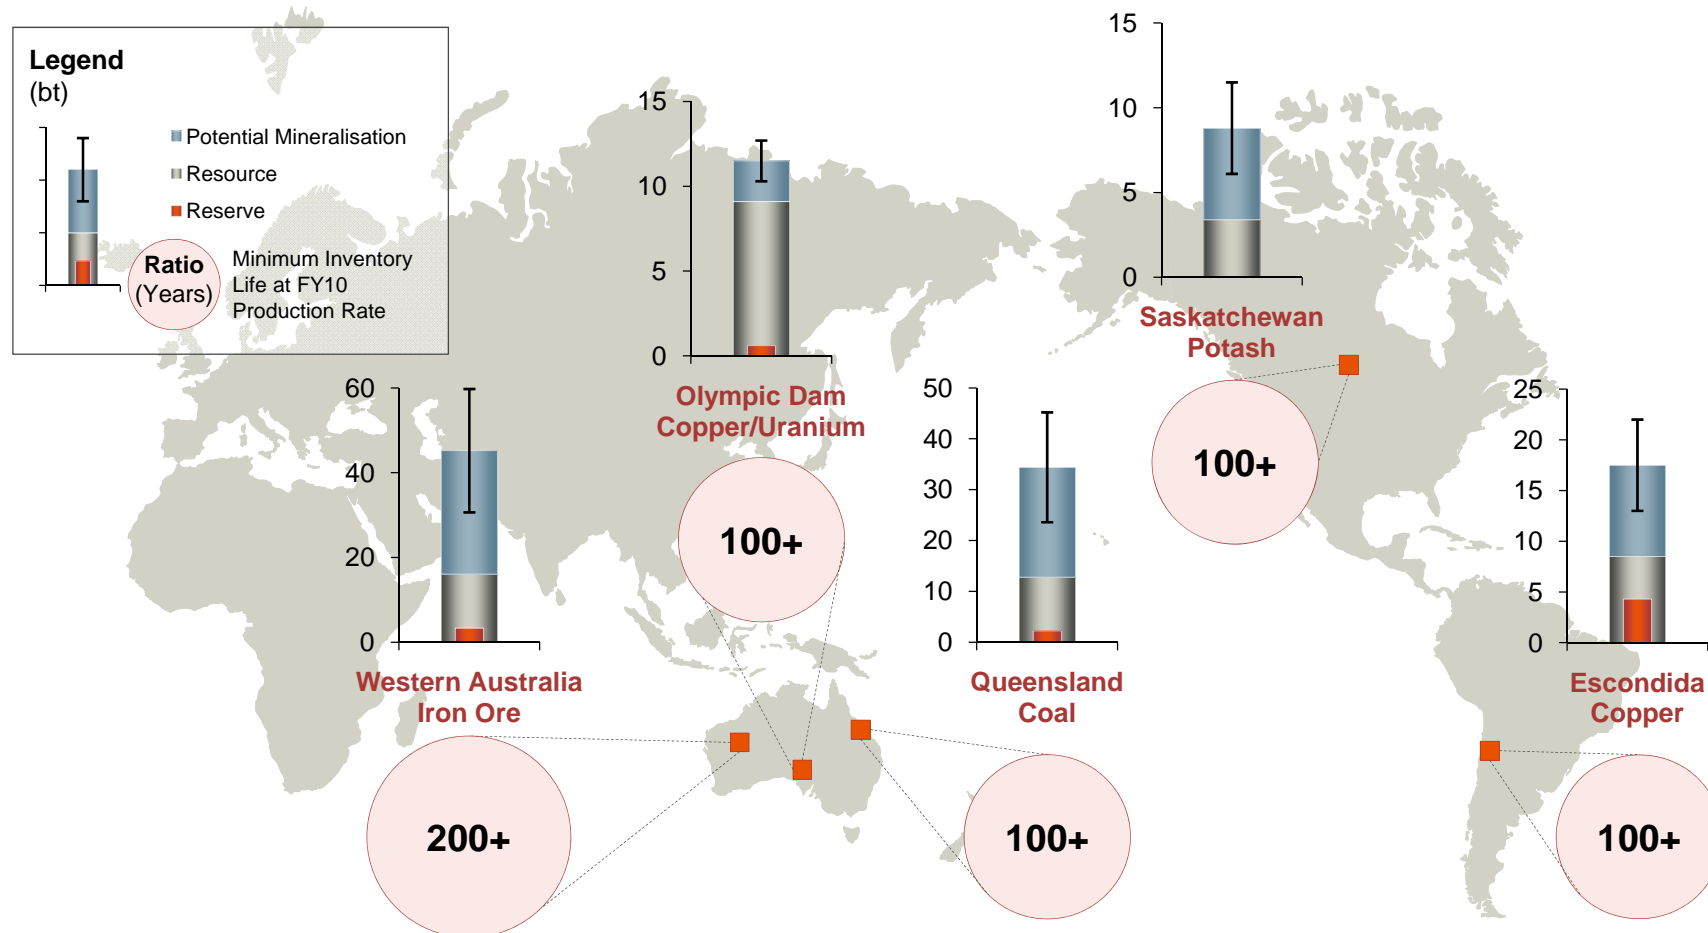 Legend
(bt)
Potential Mineralisation
Resource
Reserve
Ratio
(Years)
Minimum Inventory
Life at FY10
Production Rate
15
10
5
0
Olympic Dam
Copper/Uranium
100+
15
10
5
0
Saskatchewan
Potash
100+
60
40
20
0
Western Australia
Iron Ore
200+
50
40
30
20
10
0
Queensland
Coal
100+
25
20
15
10
5
0
Escondida
Copper
100+